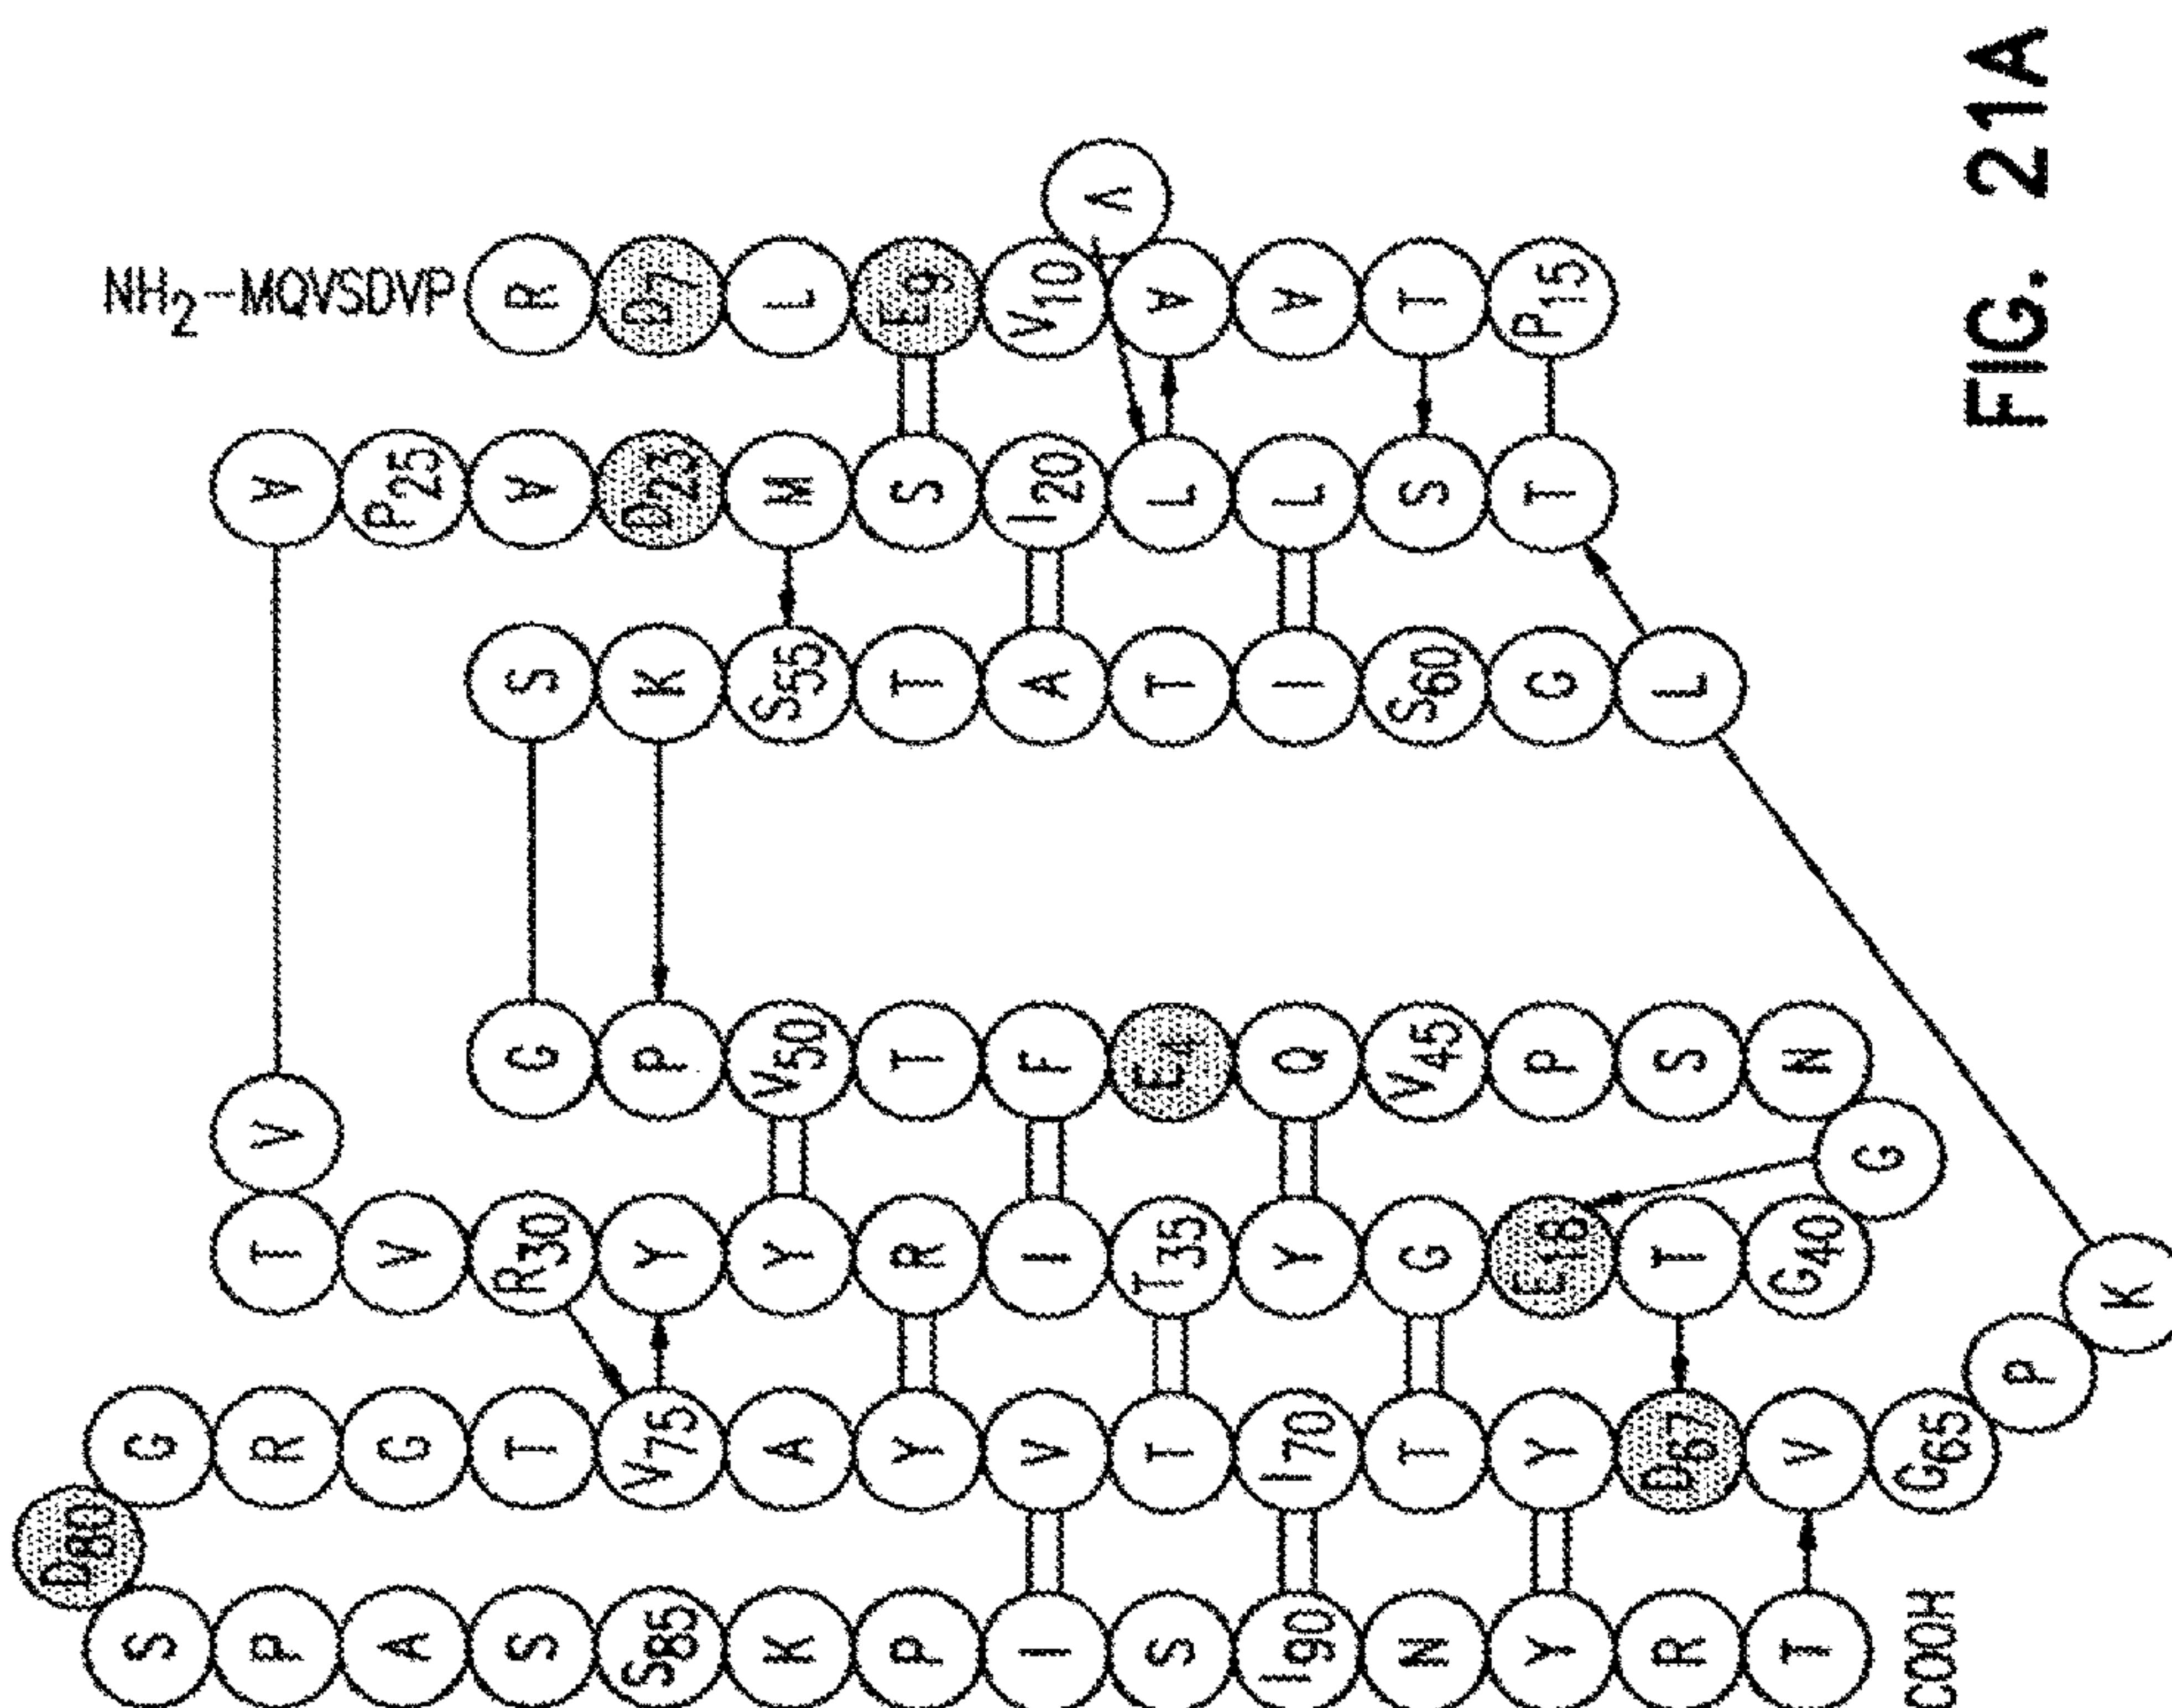 FIG. 21A
V
NH2-MQVSDVP R D7 L E9 V10 A A T P15
A P25 A D23 W S I20 L L S T
S K S55 T A T I S60 G L
G P V50 T F E4 Q V45 P S N
V
G
T V R30 Y Y R I T35 Y G E18 T G40
K
P
G R G T V75 A Y V T I70 T Y D67 V G65
D80
S P A S S85 K P I S I90 N Y R T COOH